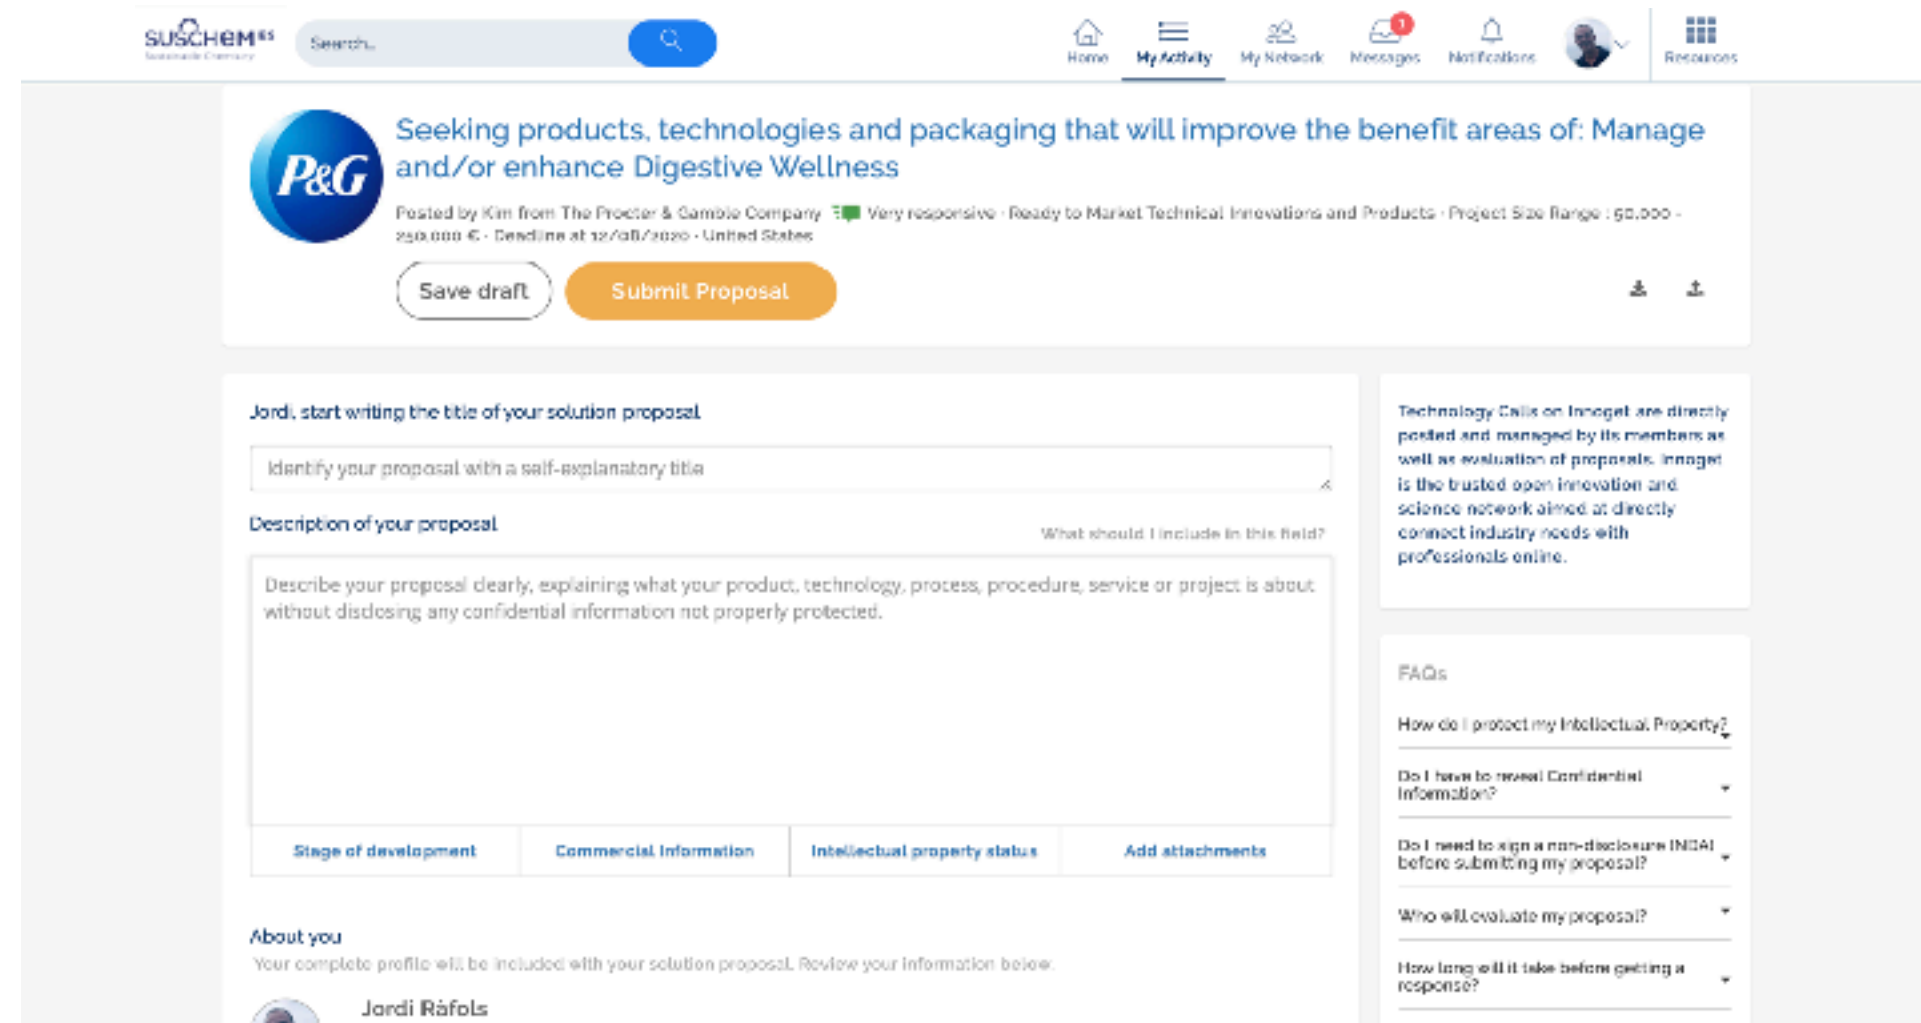 SUSCHEM ES
Sustainable Chemistry
Search...
Home
My Activity
My Network
1
Messages
Notifications
Resources
P&G
Seeking products, technologies and packaging that will improve the benefit areas of: Manage
and/or enhance Digestive Wellness
Posted by Kim from The Procter & Gamble Company Very responsive · Ready to Market Technical Innovations and Products · Project Size Range : 50.000 -
250.000 € · Deadline at 12/08/2020 · United States
Save draft
Submit Proposal
Jordi, start writing the title of your solution proposal
Identify your proposal with a self-explanatory title
Description of your proposal
What should I include in this field?
Describe your proposal clearly, explaining what your product, technology, process, procedure, service or project is about
without disclosing any confidential information not properly protected.
Stage of development
Commercial Information
Intellectual property status
Add attachments
About you
Your complete profile will be included with your solution proposal. Review your information below.
Jordi Ràfols
Technology Calls on Innoget are directly
posted and managed by its members as
well as evaluation of proposals. Innoget
is the trusted open innovation and
science network aimed at directly
connect industry needs with
professionals online.
FAQs
How do I protect my Intellectual Property?
Do I have to reveal Confidential
Information?
Do I need to sign a non-disclosure (NDA)
before submitting my proposal?
Who will evaluate my proposal?
How long will it take before getting a
response?